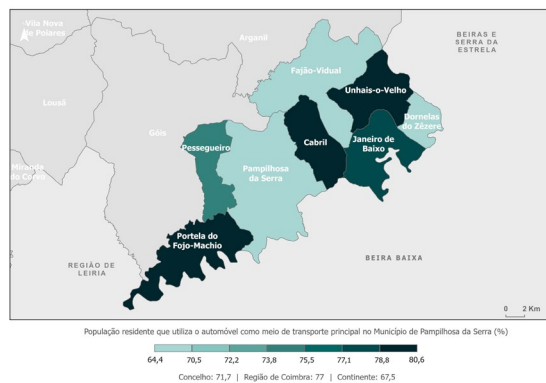 Vila Nova
de Poiares
Arganil
BEIRAS E
SERRA DA
ESTRELA
Lousã
Fajão-Vidual
Unhais-o-Velho
Dornelas
do Zêzere
Góis
Pessegueiro
Cabril
Janeiro de
Baixo
Miranda
do Corvo
Pampilhosa
da Serra
Portela do
Fojo-Machio
REGIÃO DE
LEIRIA
BEIRA BAIXA
0 2 Km
População residente que utiliza o automóvel como meio de transporte principal no Município de Pampilhosa da Serra (%)
64,4 70,5 72,2 73,8 75,5 77,1 78,8 80,6
Concelho: 71,7 | Região de Coimbra: 77 | Continente: 67,5